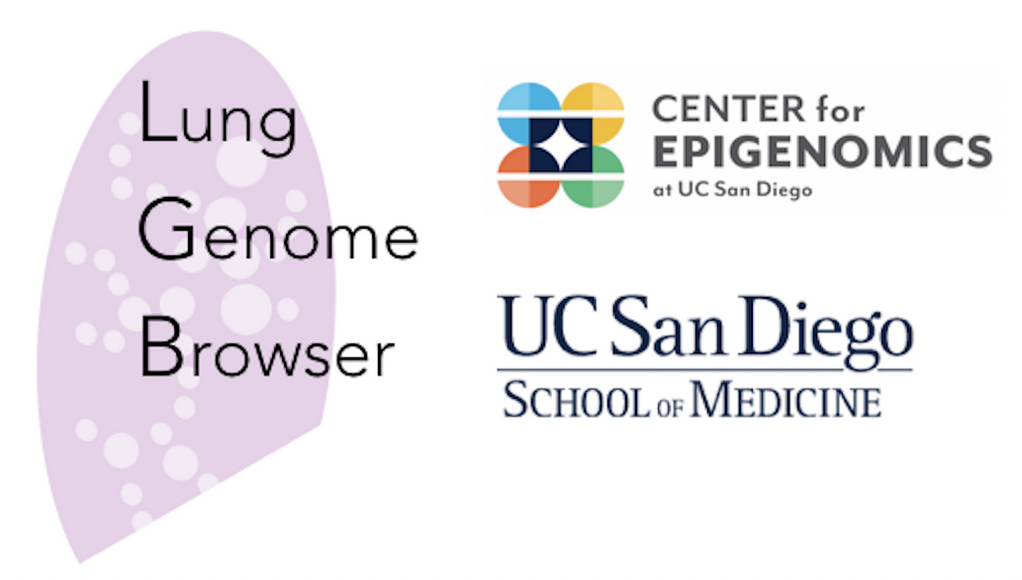 Lung
Genome
Browser
CENTER for
EPIGENOMICS
at UC San Diego
UC San Diego
SCHOOL OF MEDICINE